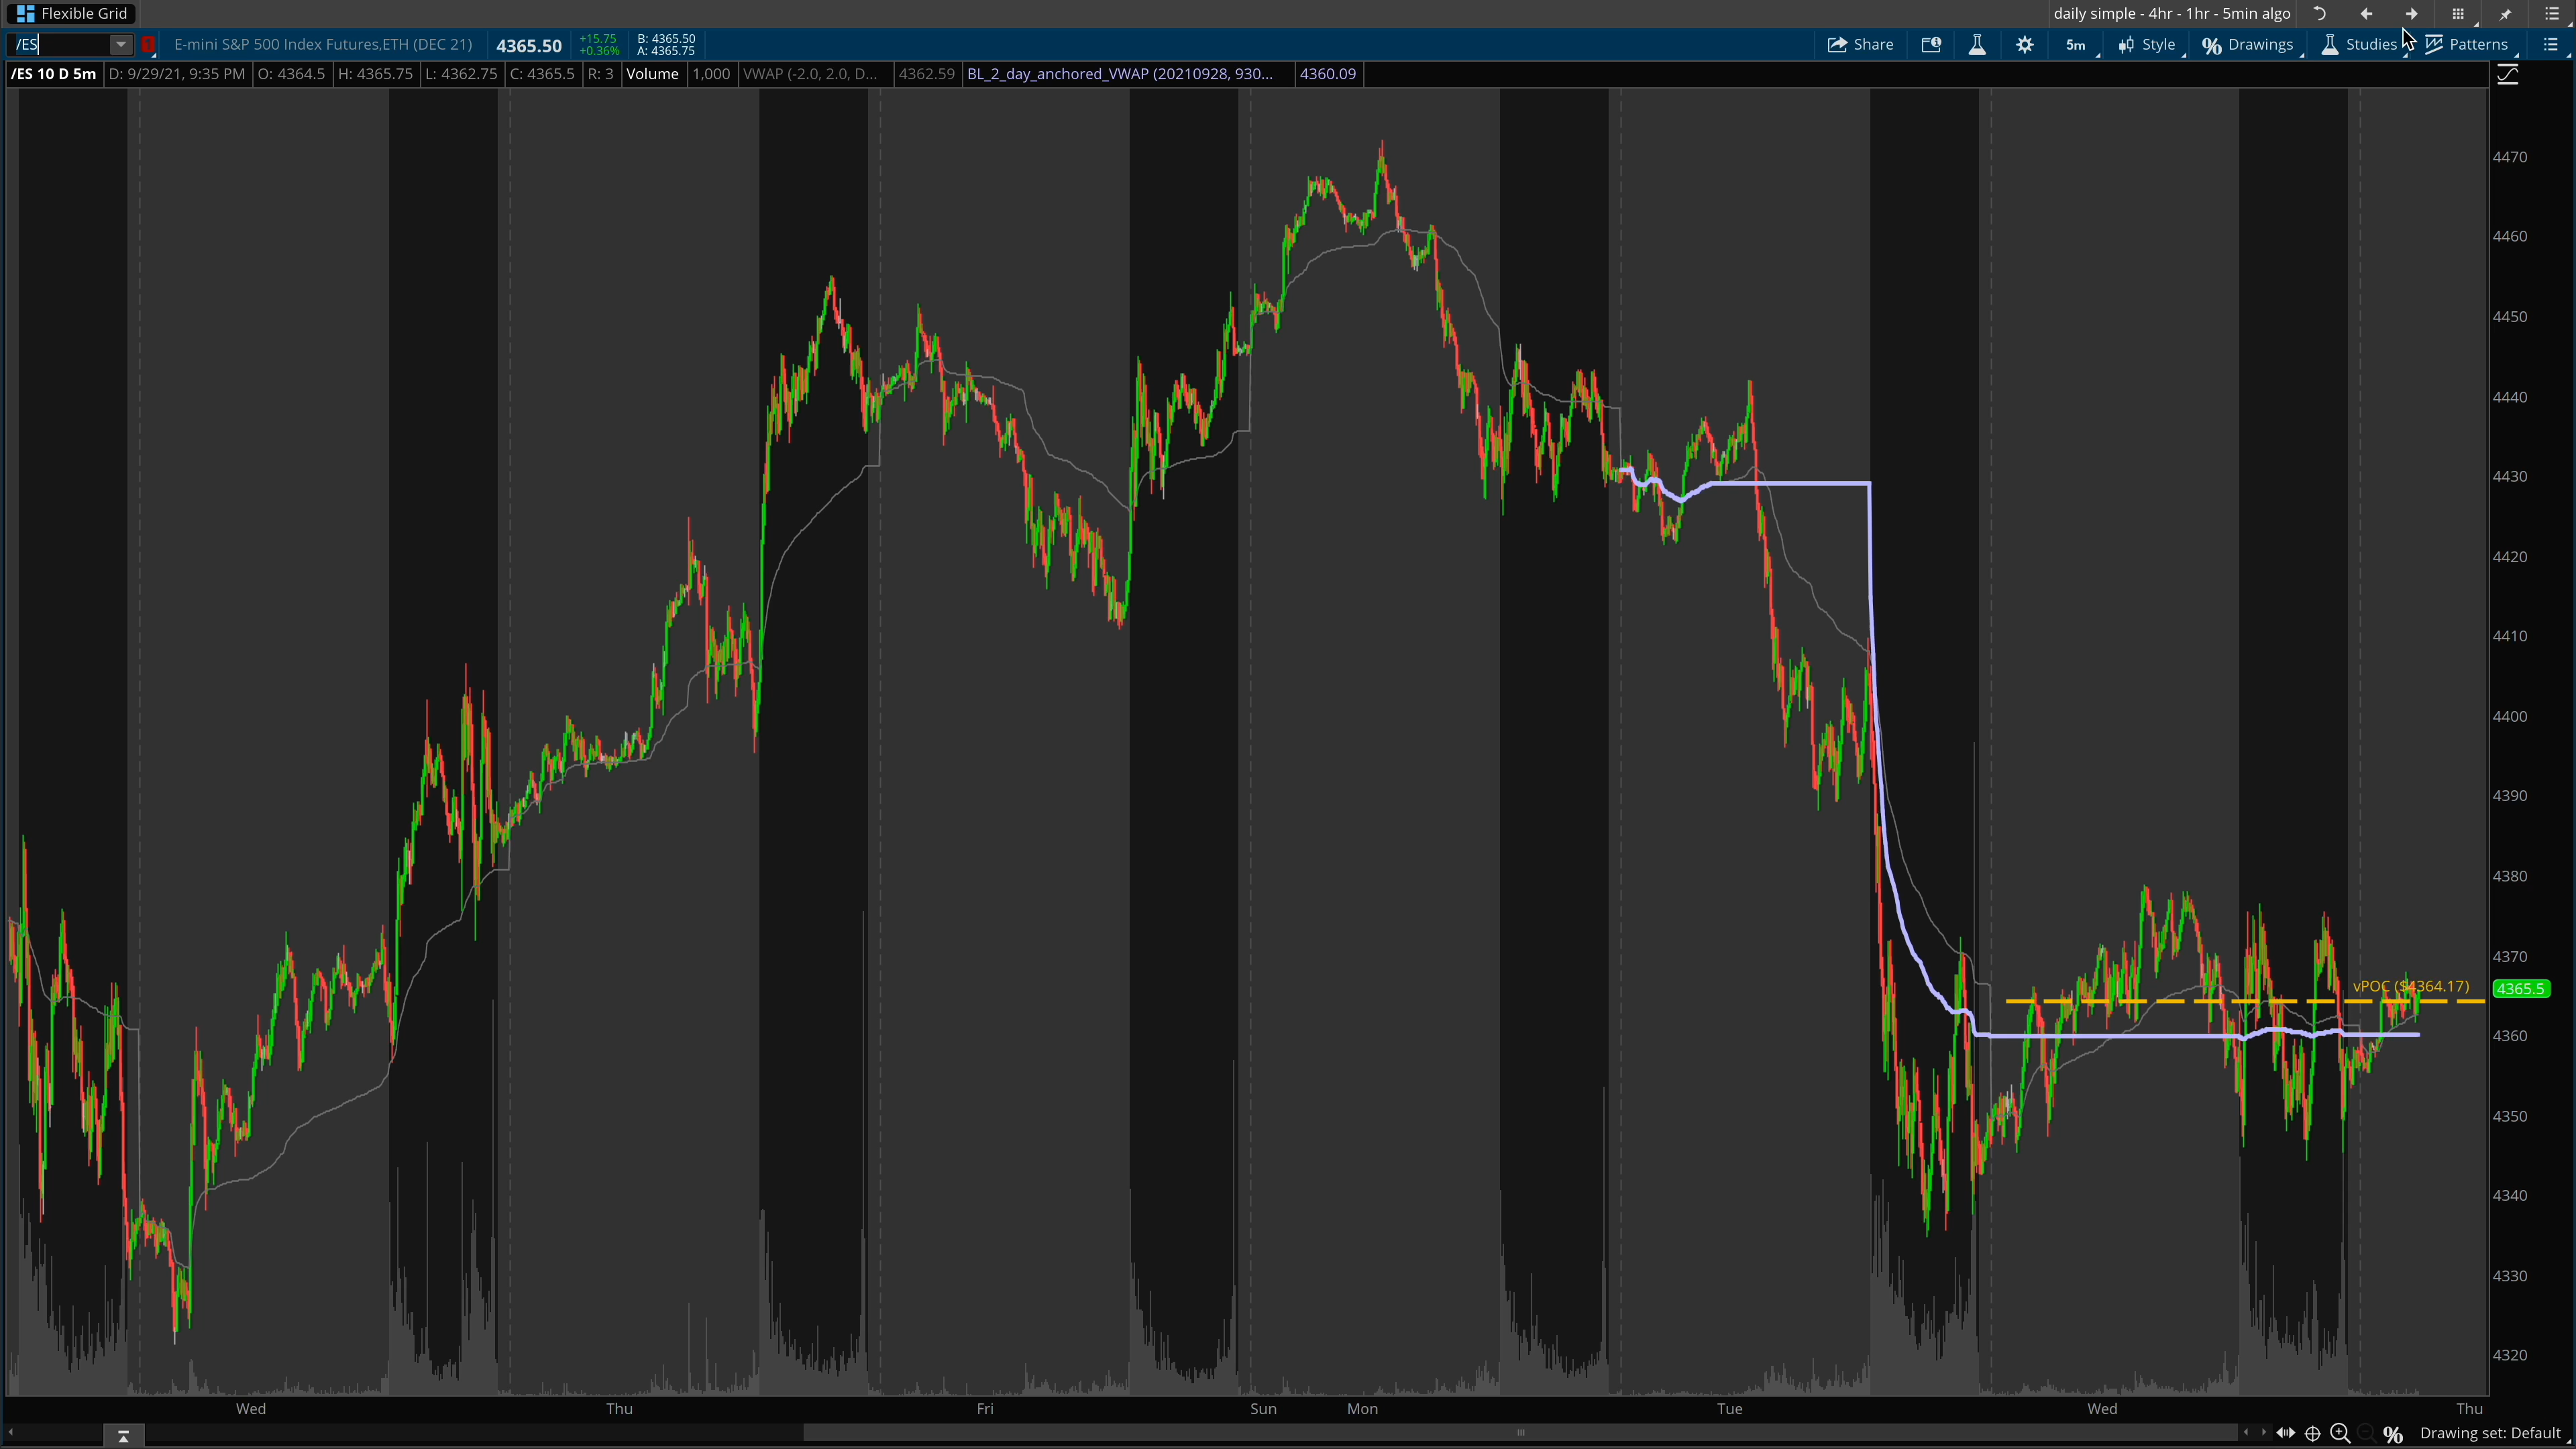 Flexible Grid
daily simple - 4hr - 1hr - 5min algo
/ES
1
E-mini S&P 500 Index Futures,ETH (DEC 21)
4365.50
+15.75
+0.36%
B: 4365.50
A: 4365.75
Share
5m
Style
Drawings
Studies
Patterns
/ES 10 D 5m
D: 9/29/21, 9:35 PM
O: 4364.5
H: 4365.75
L: 4362.75
C: 4365.5
R: 3
Volume
1,000
VWAP (-2.0, 2.0, D...
4362.59
BL_2_day_anchored_VWAP (20210928, 930...
4360.09
4470
4460
4450
4440
4430
4420
4410
4400
4390
4380
4370
vPOC ($4364.17)
4365.5
4360
4350
4340
4330
4320
Wed
Thu
Fri
Sun
Mon
Tue
Wed
Thu
Drawing set: Default